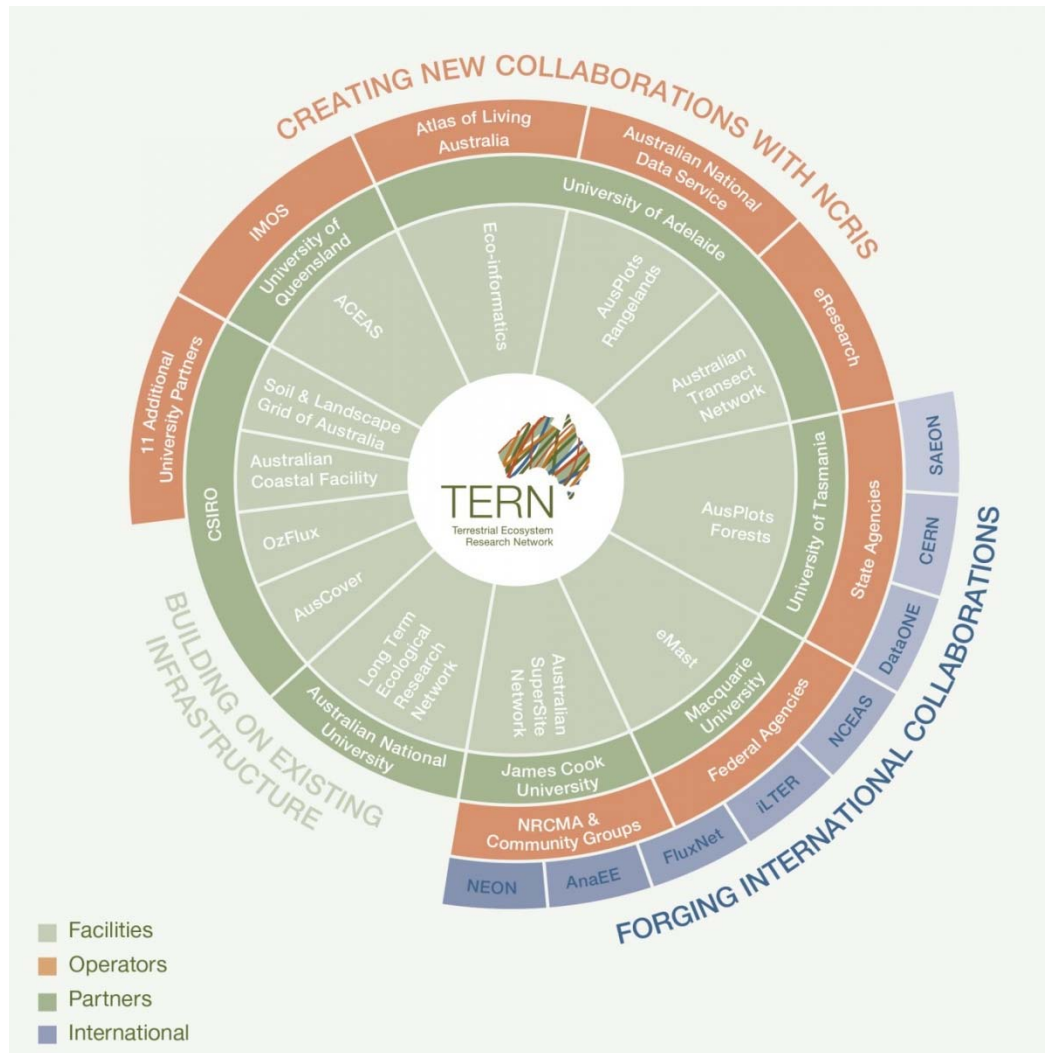 CREATING NEW COLLABORATIONS WITH NCRIS
Atlas of Living
Australia
Australian National
Data Service
eResearch
IMOS
11 Additional
University Partners
State Agencies
Federal Agencies
NRCMA &
Community Groups
University of
Queensland
University of Adelaide
University of Tasmania
Macquarie
University
James Cook
University
Australian National
University
CSIRO
ACEAS
Eco-informatics
AusPlots
Rangelands
Australian
Transect
Network
AusPlots
Forests
eMast
Australian
SuperSite
Network
Long Term
Ecological
Research
Network
AusCover
OzFlux
Australian
Coastal Facility
Soil & Landscape
Grid of Australia
TERN
Terrestrial Ecosystem
Research Network
SAEON
CERN
DataONE
NCEAS
iLTER
FluxNet
AnaEE
NEON
FORGING INTERNATIONAL COLLABORATIONS
BUILDING ON EXISTING
INFRASTRUCTURE
Facilities
Operators
Partners
International